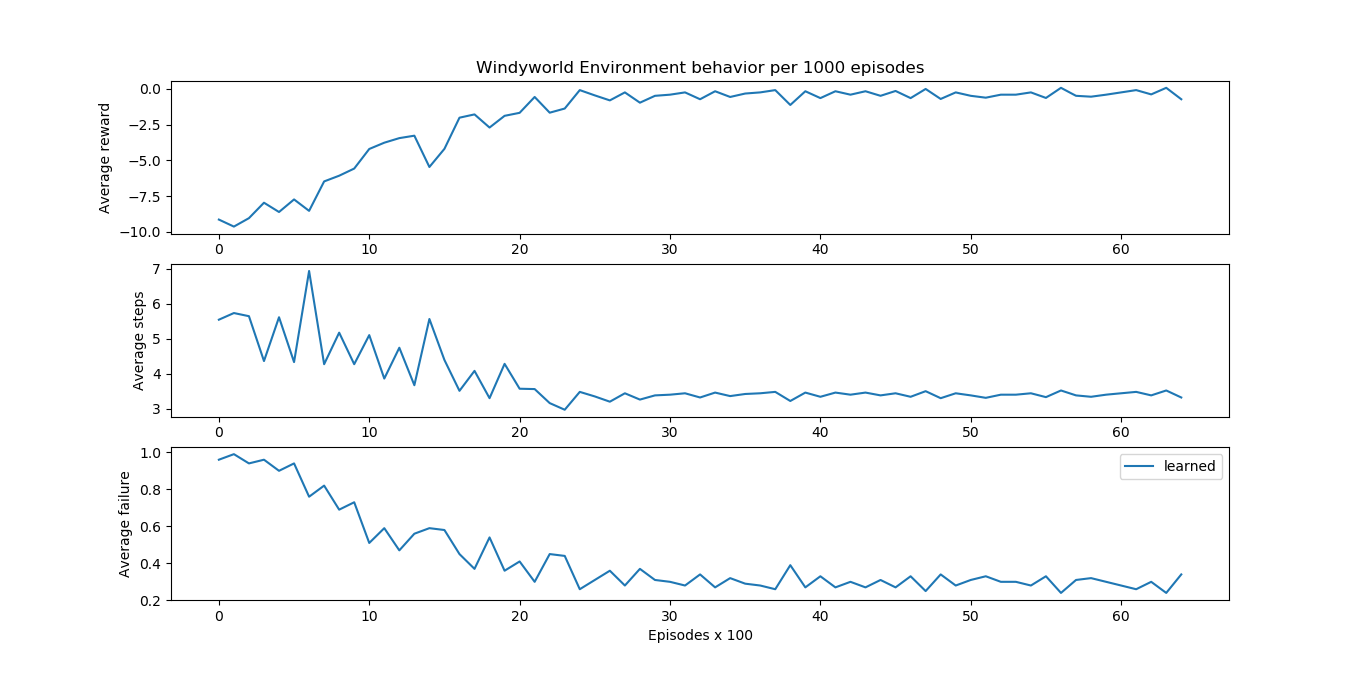 Windyworld Environment behavior per 1000 episodes
Average reward
0.0
−2.5
−5.0
−7.5
−10.0
0 10 20 30 40 50 60
Average steps
7
6
5
4
3
0 10 20 30 40 50 60
Average failure
1.0
0.8
0.6
0.4
0.2
learned
0 10 20 30 40 50 60
Episodes x 100